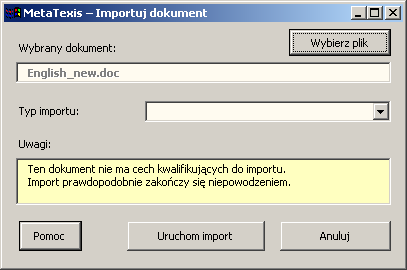 MetaTexis – Importuj dokument
Wybrany dokument:
Wybierz plik
English_new.doc
Typ importu:
Uwagi:
Ten dokument nie ma cech kwalifikujących do importu.
Import prawdopodobnie zakończy się niepowodzeniem.
Pomoc
Uruchom import
Anuluj